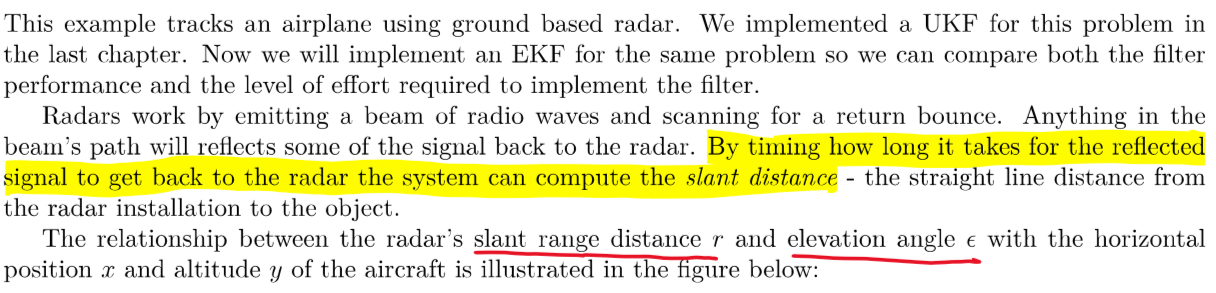 This example tracks an airplane using ground based radar. We implemented a UKF for this problem in
the last chapter. Now we will implement an EKF for the same problem so we can compare both the filter
performance and the level of effort required to implement the filter.
Radars work by emitting a beam of radio waves and scanning for a return bounce. Anything in the
beam's path will reflects some of the signal back to the radar. By timing how long it takes for the reflected
signal to get back to the radar the system can compute the slant distance - the straight line distance from
the radar installation to the object.
The relationship between the radar's slant range distance r and elevation angle ϵ with the horizontal
position x and altitude y of the aircraft is illustrated in the figure below: